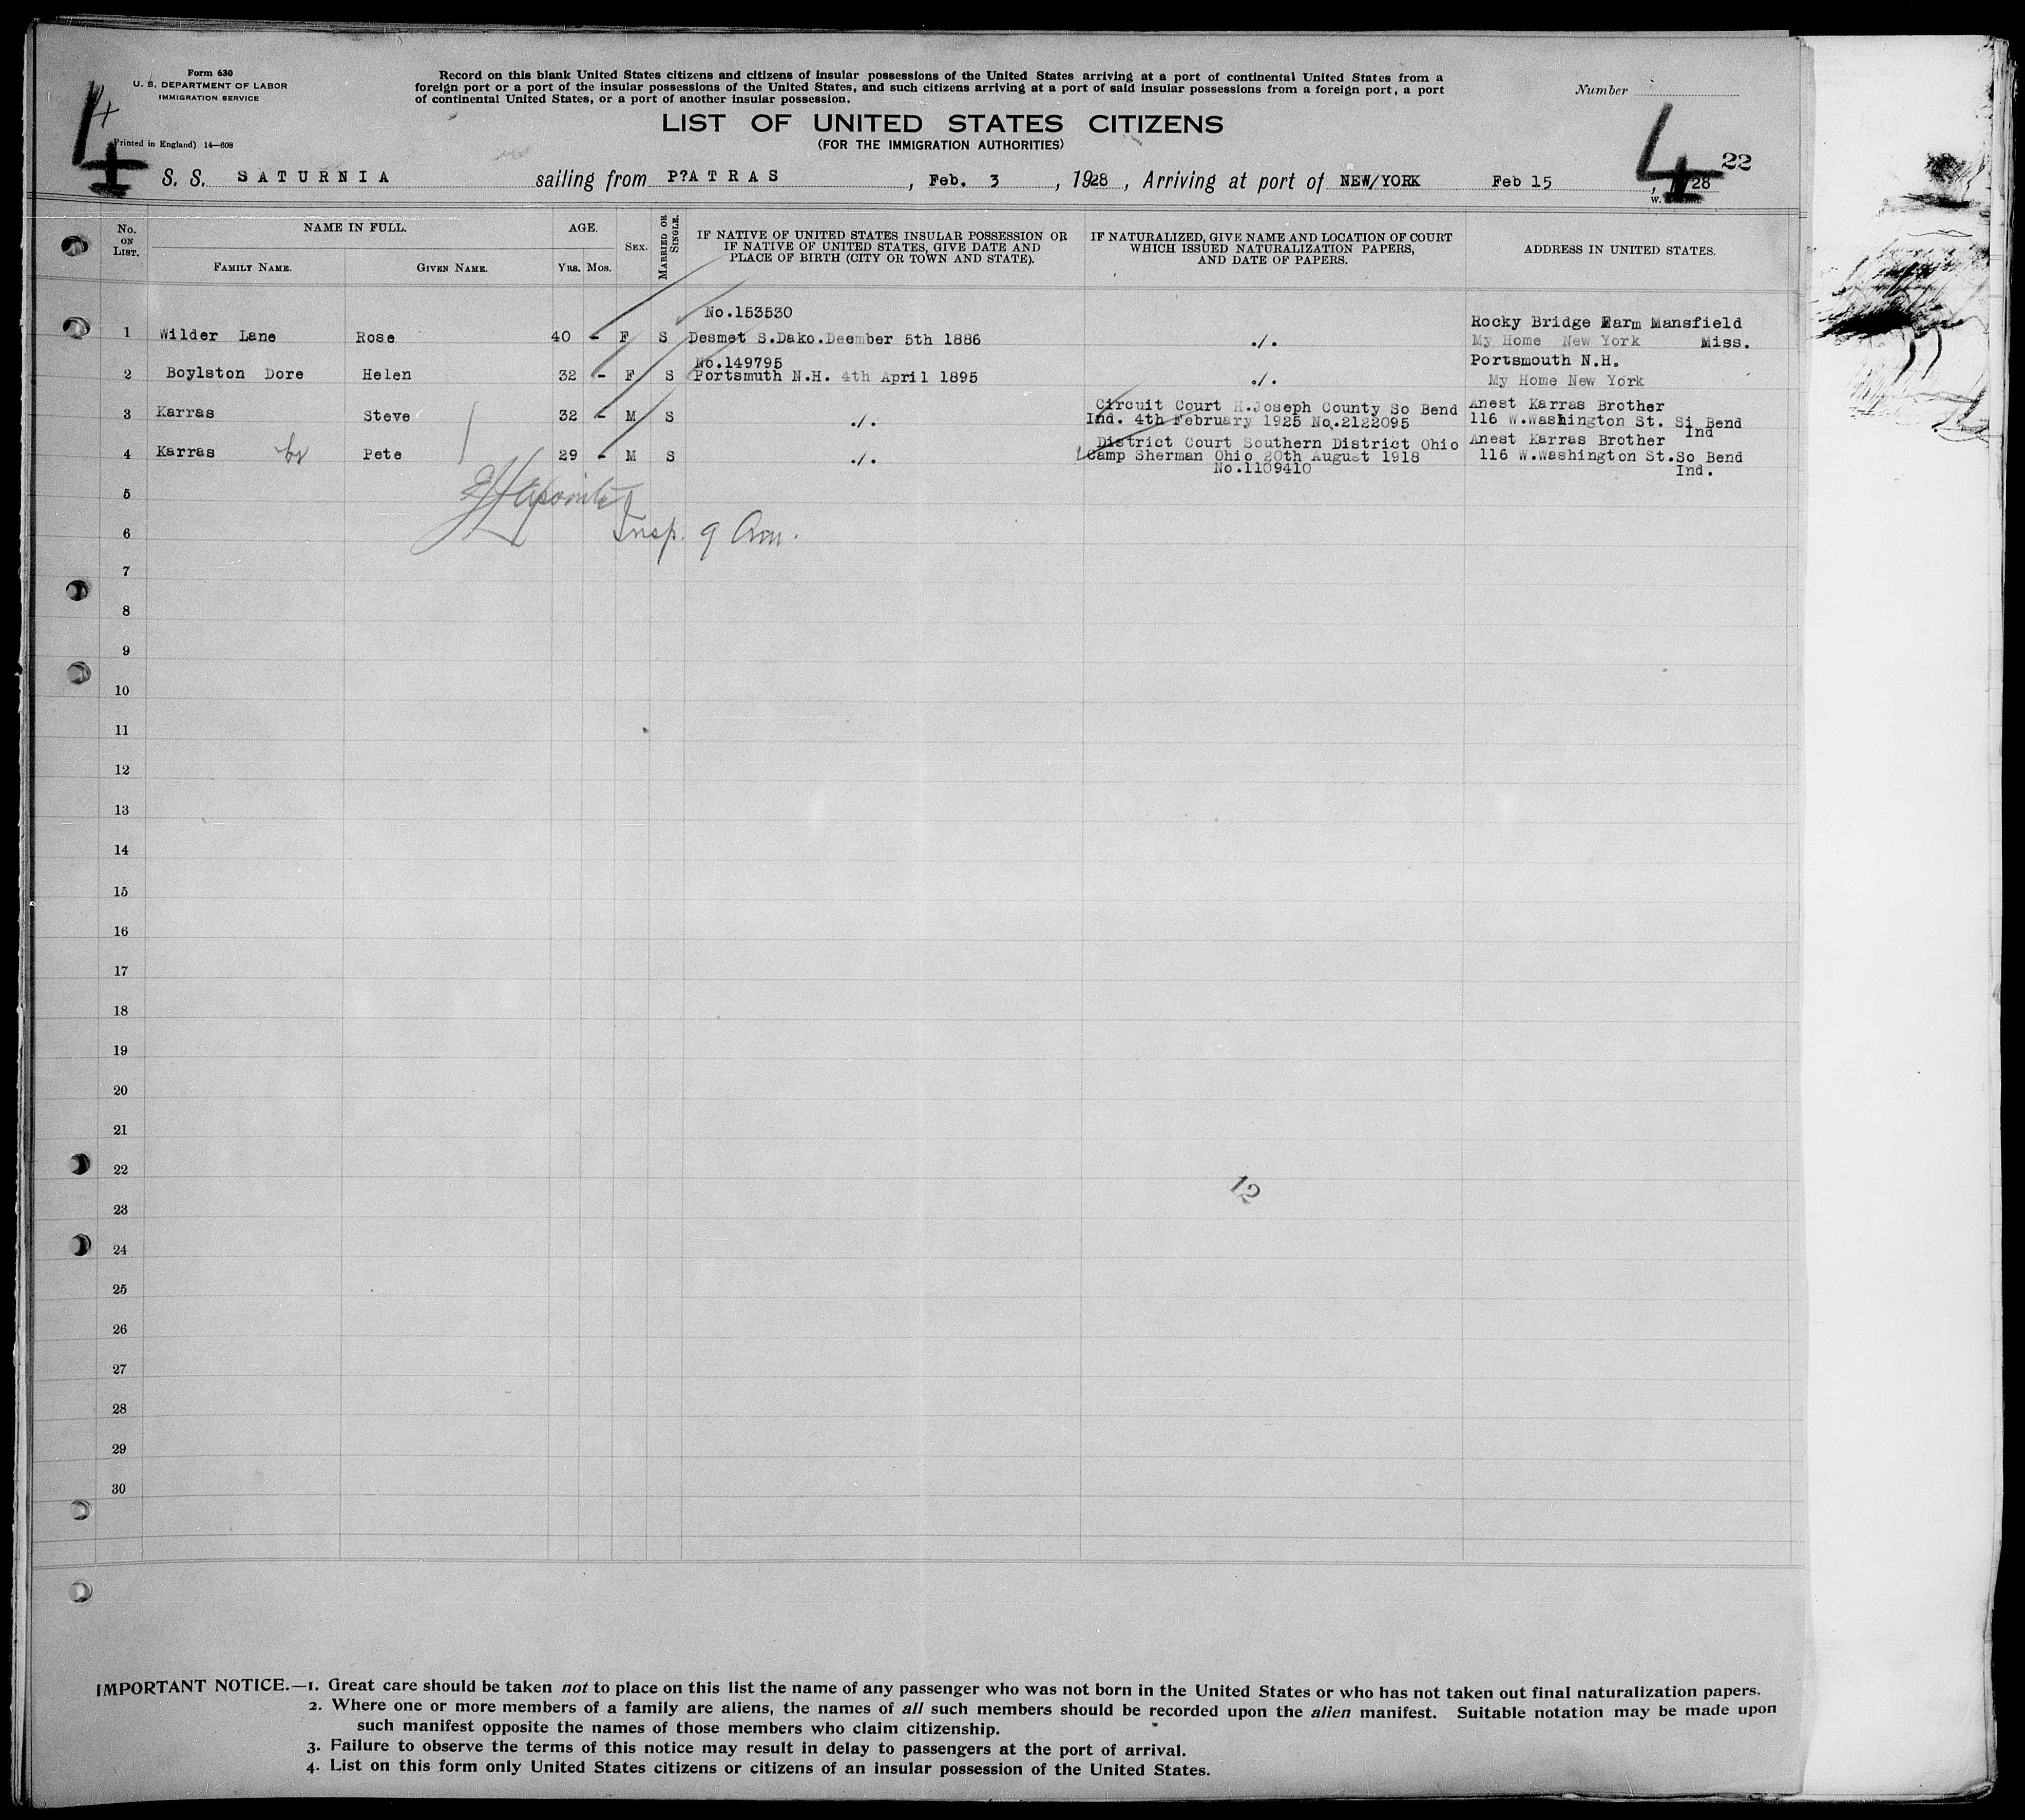 Form 630
U. S. DEPARTMENT OF LABOR
IMMIGRATION SERVICE
Printed in England) 14—608
Record on this blank United States citizens and citizens of insular possessions of the United States arriving at a port of continental United States from a
foreign port or a port of the insular possessions of the United States, and such citizens arriving at a port of said insular possessions from a foreign port, a port
of continental United States, or a port of another insular possession.
Number
LIST OF UNITED STATES CITIZENS
(FOR THE IMMIGRATION AUTHORITIES)
4
4 22
S. S. SATURNIA sailing from P?ATRAS, Feb. 3, 1928, Arriving at port of NEW/YORK Feb 15, 28
No. ON LIST. NAME IN FULL. AGE. SEX. MARRIED OR SINGLE. IF NATIVE OF UNITED STATES INSULAR POSSESSION OR IF NATIVE OF UNITED STATES, GIVE DATE AND PLACE OF BIRTH (CITY OR TOWN AND STATE). IF NATURALIZED, GIVE NAME AND LOCATION OF COURT WHICH ISSUED NATURALIZATION PAPERS, AND DATE OF PAPERS. ADDRESS IN UNITED STATES.
FAMILY NAME. GIVEN NAME. YRS. MOS.
No.153530 Rocky Bridge Farm Mansfield
1 Wilder Lane Rose 40 - F S Desmet S.Dako.Deember 5th 1886 ./. My Home New York Miss.
No.149795 Portsmouth N.H.
2 Boylston Dore Helen 32 - F S Portsmuth N.H. 4th April 1895 ./. My Home New York
Circuit Court H.Joseph County So Bend Anest Karras Brother
3 Karras Steve 32 - M S ./. Ind. 4th February 1925 No.2122095 116 W.Washington St. Si Bend Ind
District Court Southern District Ohio Anest Karras Brother
4 Karras Pete 29 - M S ./. Camp Sherman Ohio 20th August 1918 116 W.Washington St.So Bend
No.1109410 Ind.
5
6 Insp.
7
8
9
10
11
12
13
14
15
16
17
18
19
20
21
22
12
23
24
25
26
27
28
29
30
IMPORTANT NOTICE.—1. Great care should be taken not to place on this list the name of any passenger who was not born in the United States or who has not taken out final naturalization papers.
2. Where one or more members of a family are aliens, the names of all such members should be recorded upon the alien manifest. Suitable notation may be made upon
such manifest opposite the names of those members who claim citizenship.
3. Failure to observe the terms of this notice may result in delay to passengers at the port of arrival.
4. List on this form only United States citizens or citizens of an insular possession of the United States.